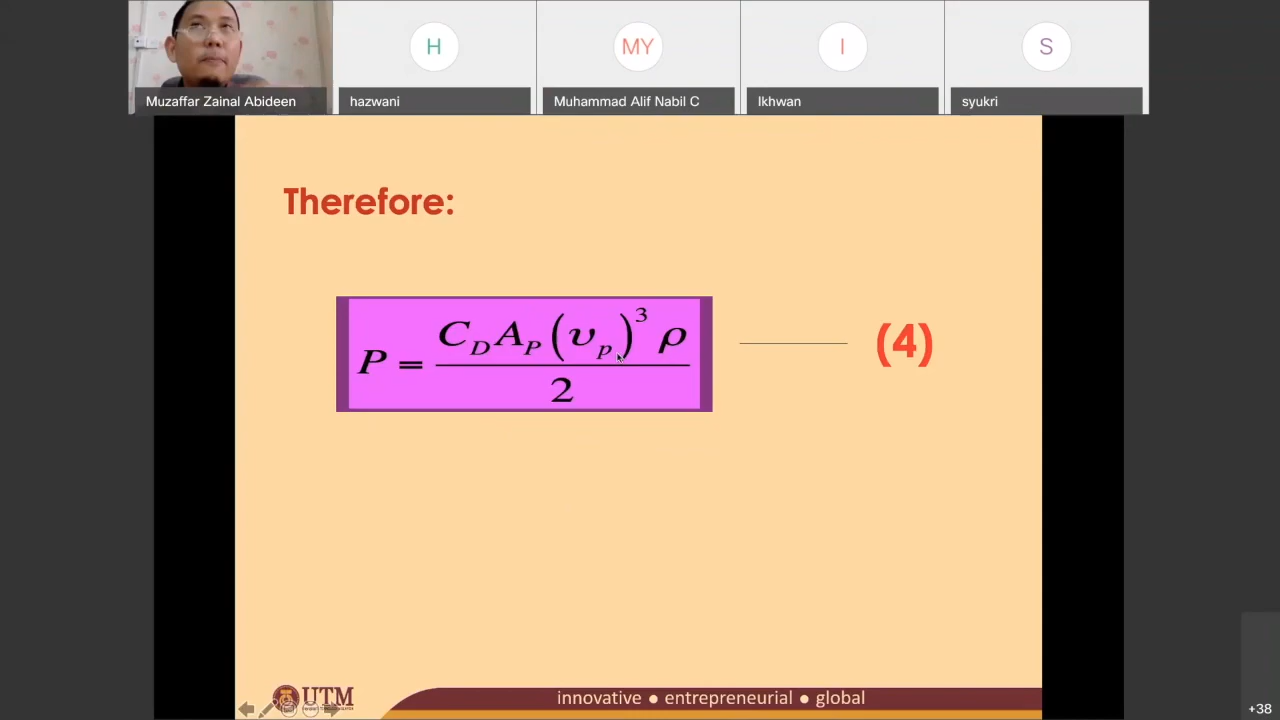 H
MY
I
S
Muzaffar Zainal Abideen
hazwani
Muhammad Alif Nabil C
Ikhwan
syukri
Therefore:
P = \frac{C_D A_P (υ_p)^3 ρ}{2}
(4)
UTM
innovative ● entrepreneurial ● global
+38